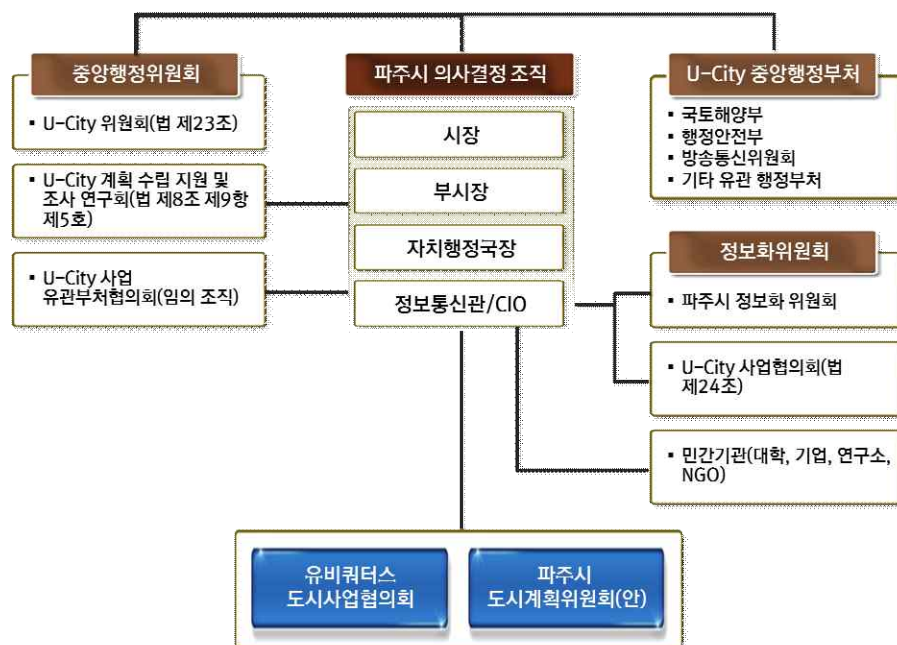 중앙행정위원회
▪ U-City 위원회(법 제23조)
▪ U-City 계획 수립 지원 및
조사 연구회(법 제8조 제9항
제5호)
▪ U-City 사업
유관부처협의회(임의 조직)
파주시 의사결정 조직
시장
부시장
자치행정국장
정보통신관/CIO
U-City 중앙행정부처
▪ 국토해양부
▪ 행정안전부
▪ 방송통신위원회
▪ 기타 유관 행정부처
정보화위원회
▪ 파주시 정보화 위원회
▪ U-City 사업협의회(법
제24조)
▪ 민간기관(대학, 기업, 연구소,
NGO)
유비쿼터스
도시사업협의회
파주시
도시계획위원회(안)